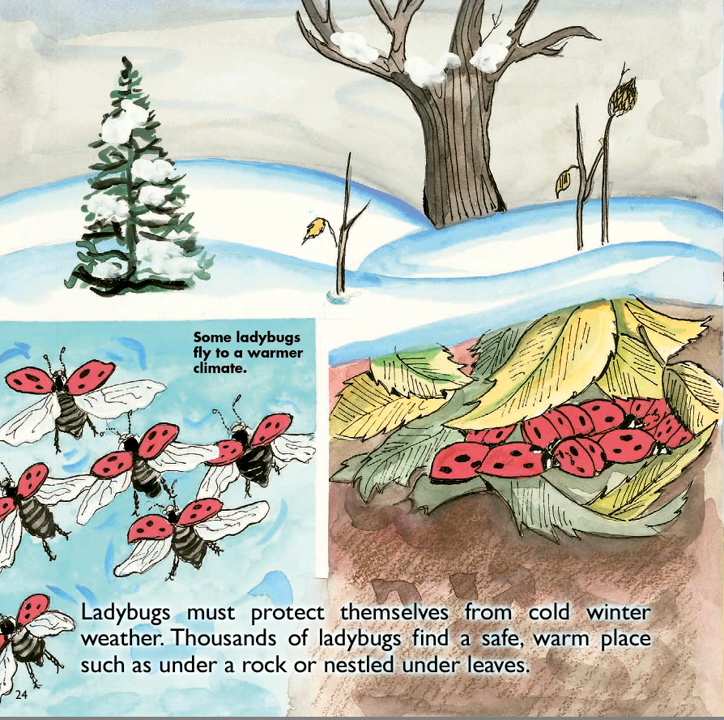 Some ladybugs
fly to a warmer
climate.
Ladybugs must protect themselves from cold winter
weather. Thousands of ladybugs find a safe, warm place
such as under a rock or nestled under leaves.
24